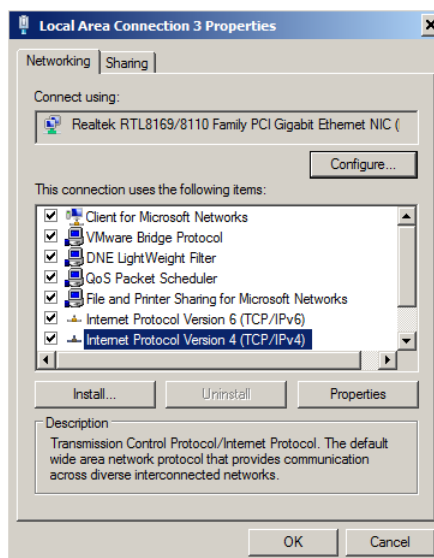 Local Area Connection 3 Properties
Networking
Sharing
Connect using:
Realtek RTL8169/8110 Family PCI Gigabit Ethernet NIC (
Configure...
This connection uses the following items:
Client for Microsoft Networks
VMware Bridge Protocol
DNE LightWeight Filter
QoS Packet Scheduler
File and Printer Sharing for Microsoft Networks
Internet Protocol Version 6 (TCP/IPv6)
Internet Protocol Version 4 (TCP/IPv4)
Install...
Uninstall
Properties
Description
Transmission Control Protocol/Internet Protocol. The default
wide area network protocol that provides communication
across diverse interconnected networks.
OK
Cancel